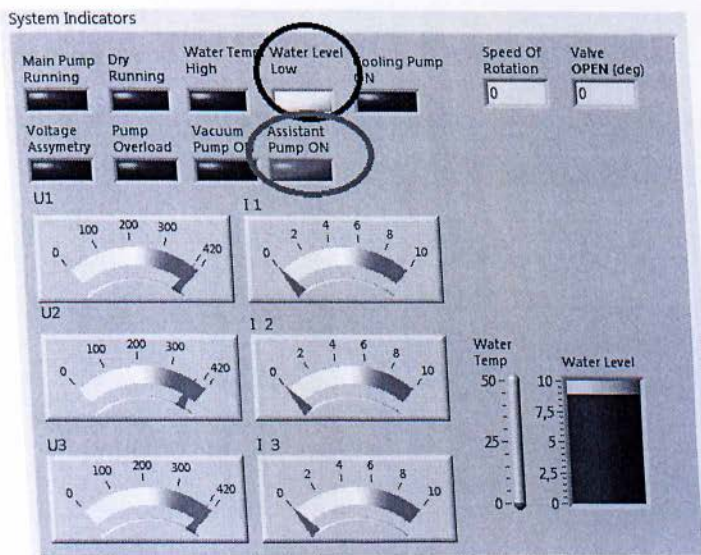 System Indicators
Main Pump Running
Dry Running
Water Temp High
Water Level Low
Cooling Pump ON
Speed Of Rotation
0
Valve OPEN (deg)
0
Voltage Assymetry
Pump Overload
Vacuum Pump ON
Assistant Pump ON
U1
0 100 200 300 420
I 1
0 2 4 6 8 10
U2
0 100 200 300 420
I 2
0 2 4 6 8 10
U3
0 100 200 300 420
I 3
0 2 4 6 8 10
Water Temp
50
25
0
Water Level
10
7,5
5
2,5
0